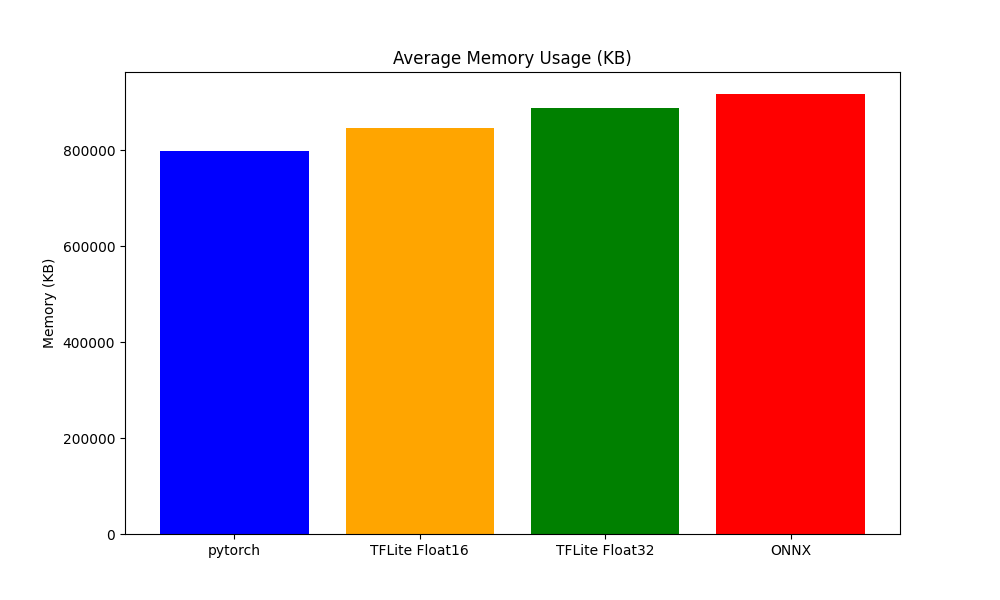 Average Memory Usage (KB)
Memory (KB)
800000
600000
400000
200000
0
pytorch
TFLite Float16
TFLite Float32
ONNX